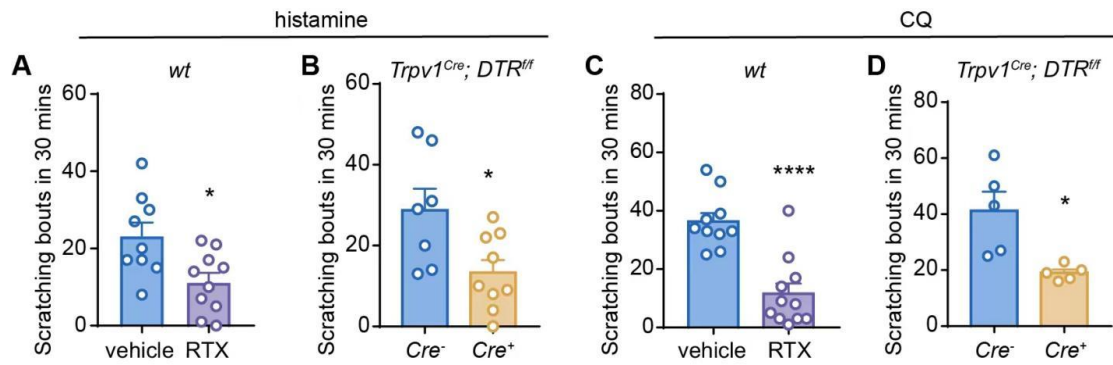 histamine
CQ
A
wt
B
Trpv1Cre; DTRf/f
C
wt
D
Trpv1Cre; DTRf/f
Scratching bouts in 30 mins
60
40
20
0
*
vehicle RTX
Scratching bouts in 30 mins
60
40
20
0
*
Cre- Cre+
Scratching bouts in 30 mins
80
60
40
20
0
****
vehicle RTX
Scratching bouts in 30 mins
80
60
40
20
0
*
Cre- Cre+